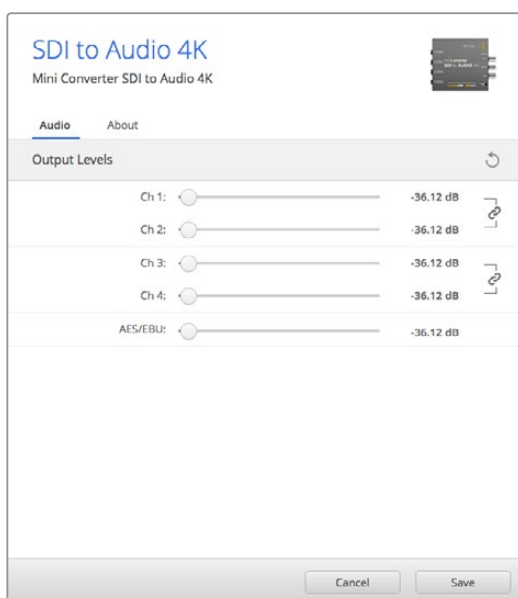 SDI to Audio 4K
Mini Converter SDI to Audio 4K
Audio About
Output Levels
Ch 1: -36.12 dB
Ch 2: -36.12 dB
Ch 3: -36.12 dB
Ch 4: -36.12 dB
AES/EBU: -36.12 dB
Cancel Save